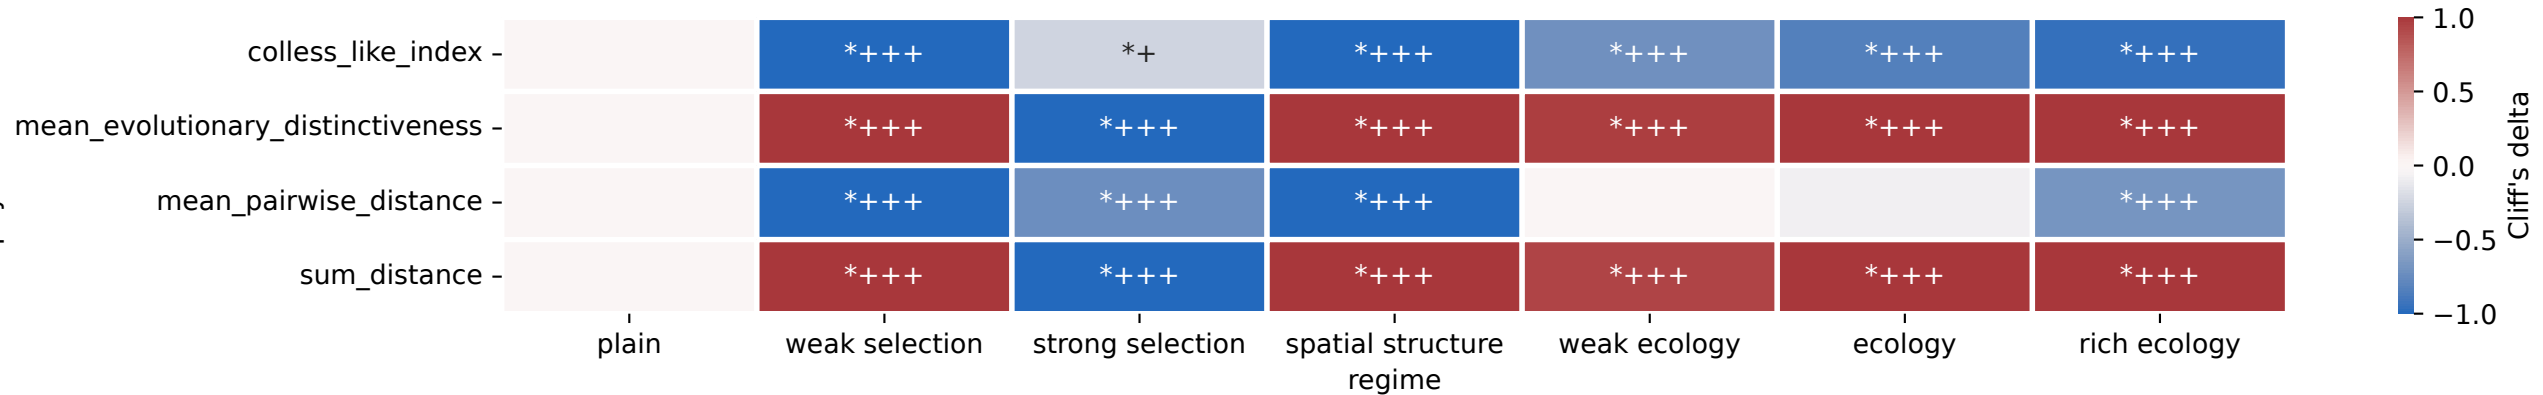 colless_like_index *+++ *+ *+++ *+++ *+++ *+++
mean_evolutionary_distinctiveness *+++ *+++ *+++ *+++ *+++ *+++
mean_pairwise_distance *+++ *+++ *+++ *+++
sum_distance *+++ *+++ *+++ *+++ *+++ *+++
plain weak selection strong selection spatial structure weak ecology ecology rich ecology
regime
1.0
0.5
0.0
−0.5
−1.0
Cliff's delta